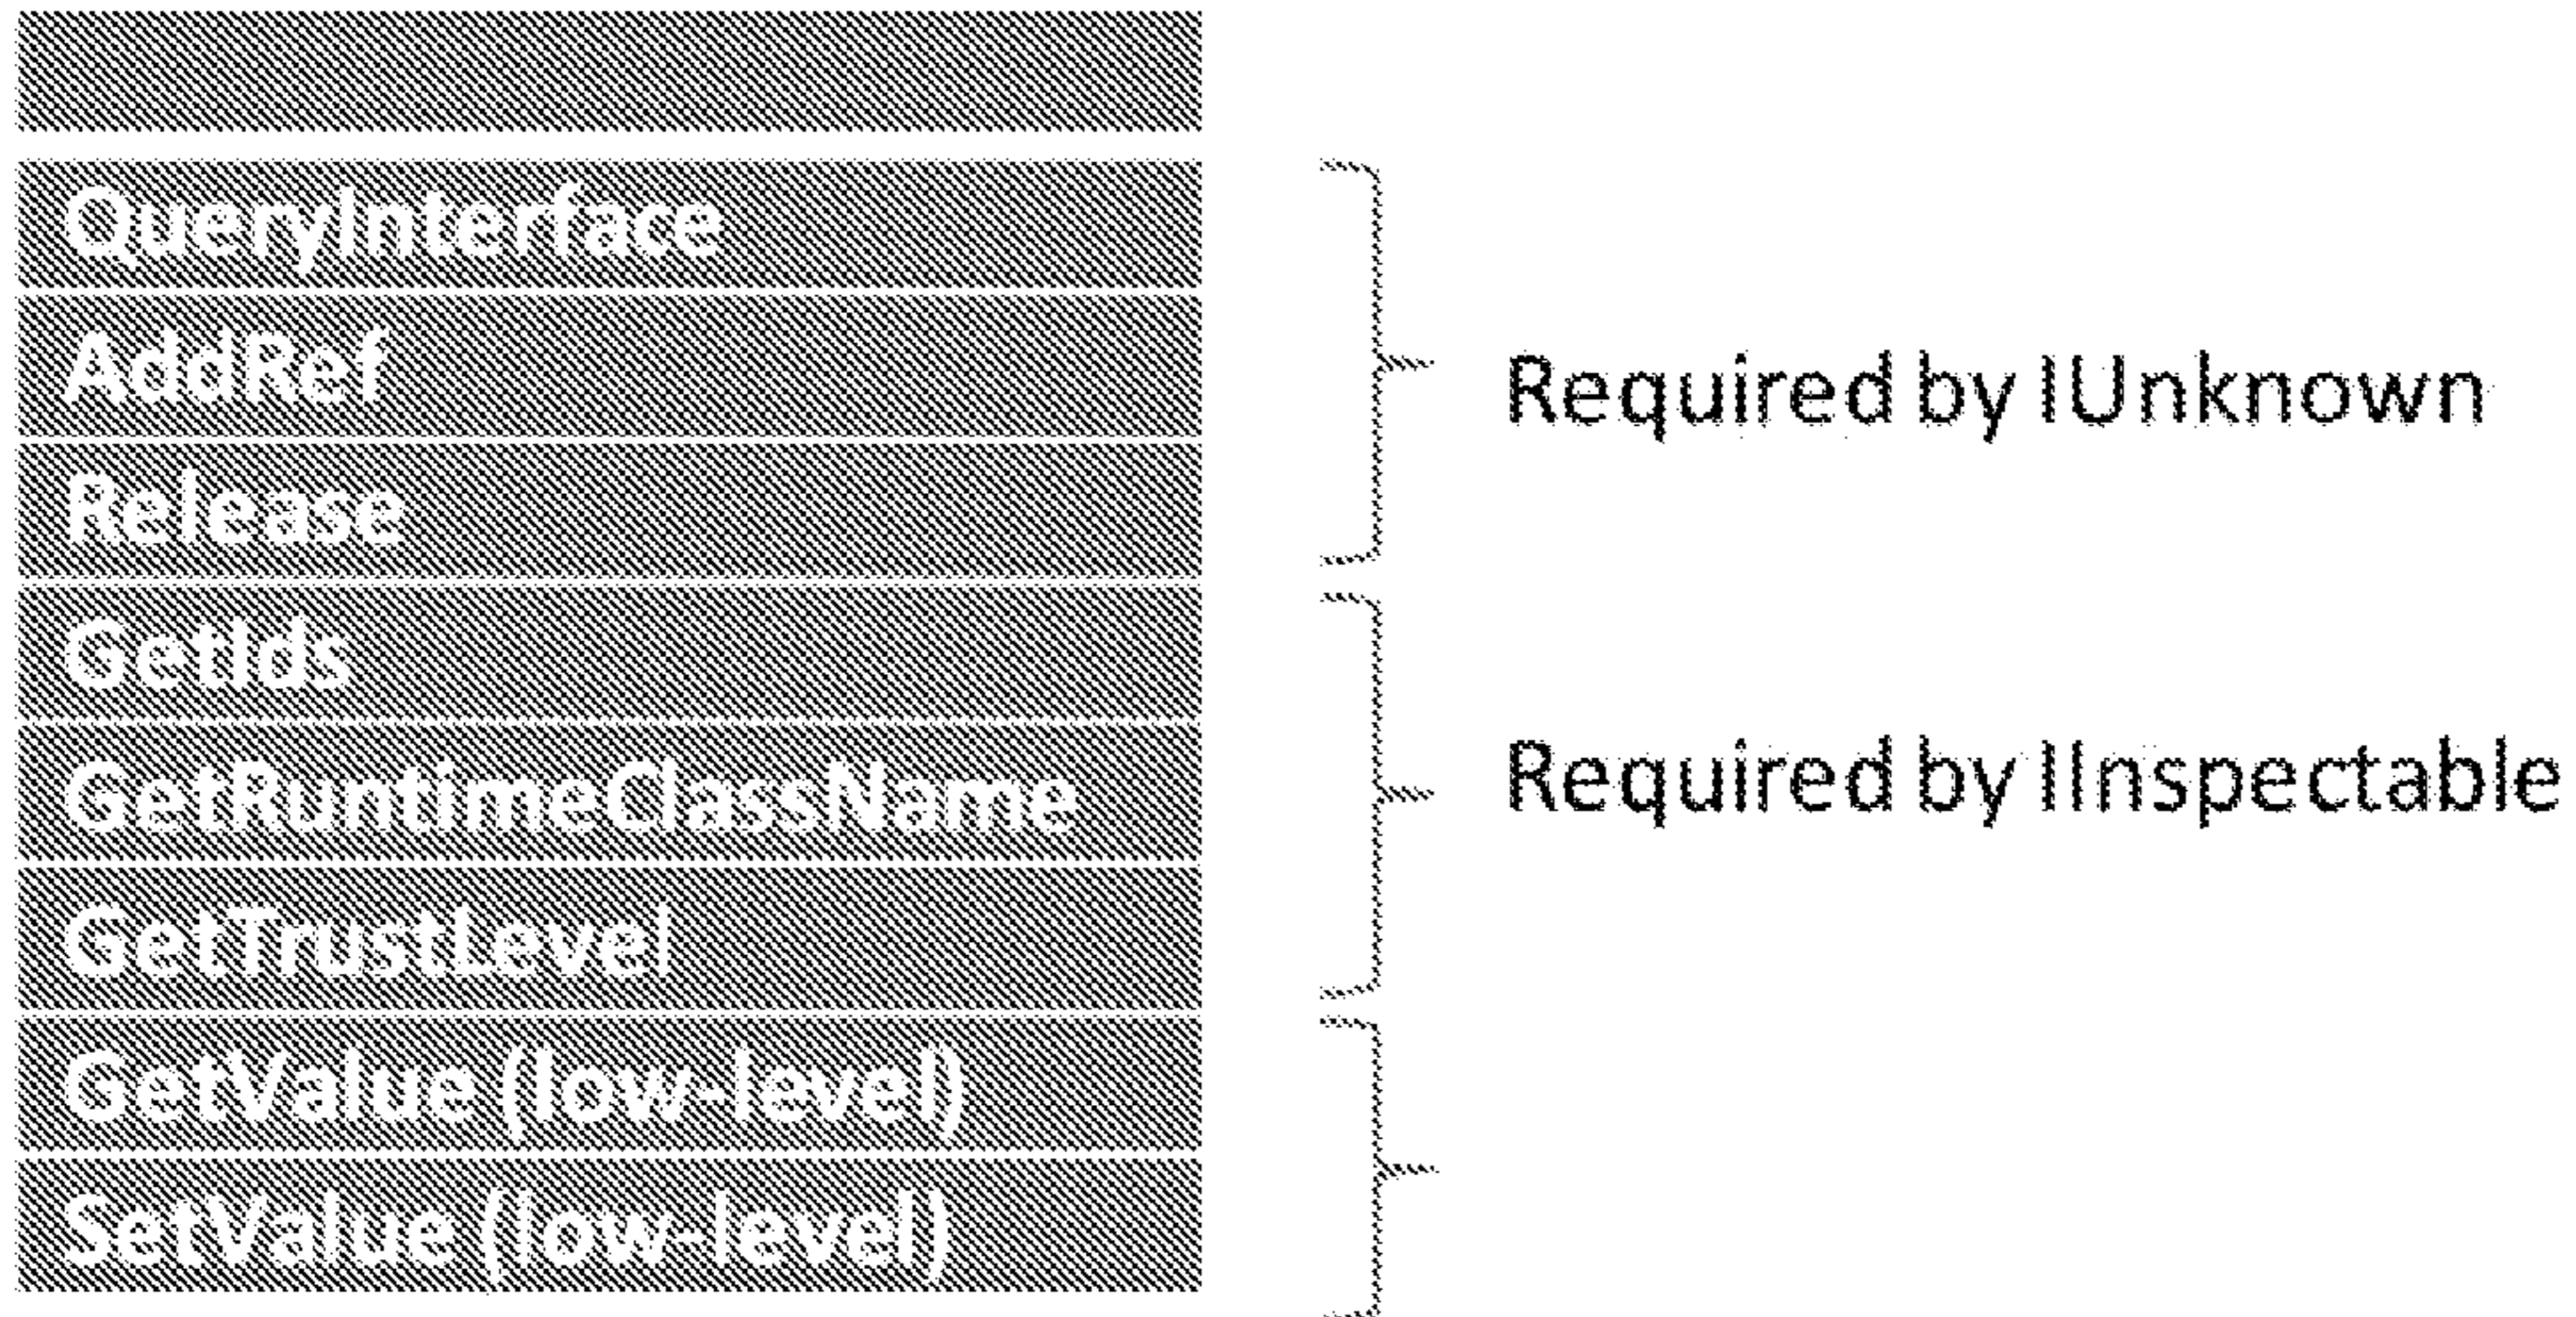 QueryInterface
AddRef
Release
Required by IUnknown
GetIds
GetRuntimeClassName
GetTrustLevel
Required by IInspectable
GetValue (low-level)
SetValue (low-level)